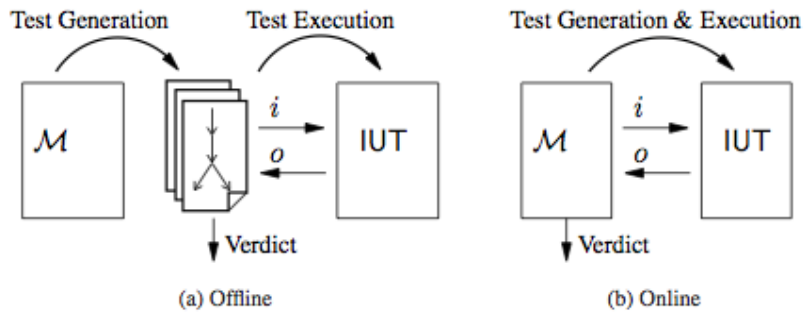 Test Generation
Test Execution
Test Generation & Execution
ℳ
i
o
IUT
ℳ
i
o
IUT
Verdict
Verdict
(a) Offline
(b) Online